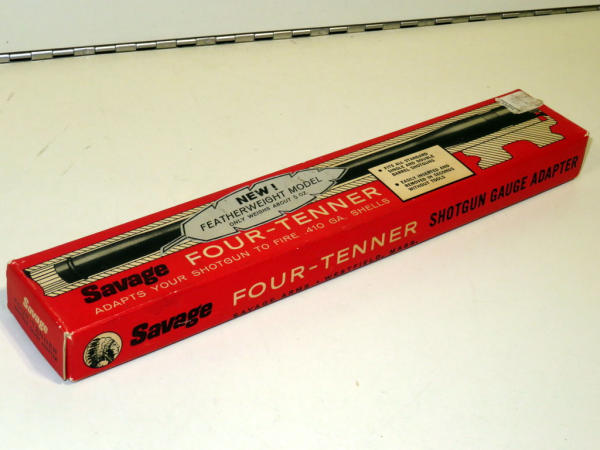 NEW!
FEATHERWEIGHT MODEL
ONLY WEIGHS ABOUT 5 OZ.
• FITS ALL STANDARD
SINGLE AND DOUBLE
BARREL SHOTGUNS
• EASILY INSERTED AND
REMOVED IN SECONDS
WITHOUT TOOLS
Savage FOUR-TENNER
ADAPTS YOUR SHOTGUN TO FIRE .410 GA. SHELLS
Savage FOUR-TENNER SHOTGUN GAUGE ADAPTER
SAVAGE ARMS • WESTFIELD, MASS.
Savage